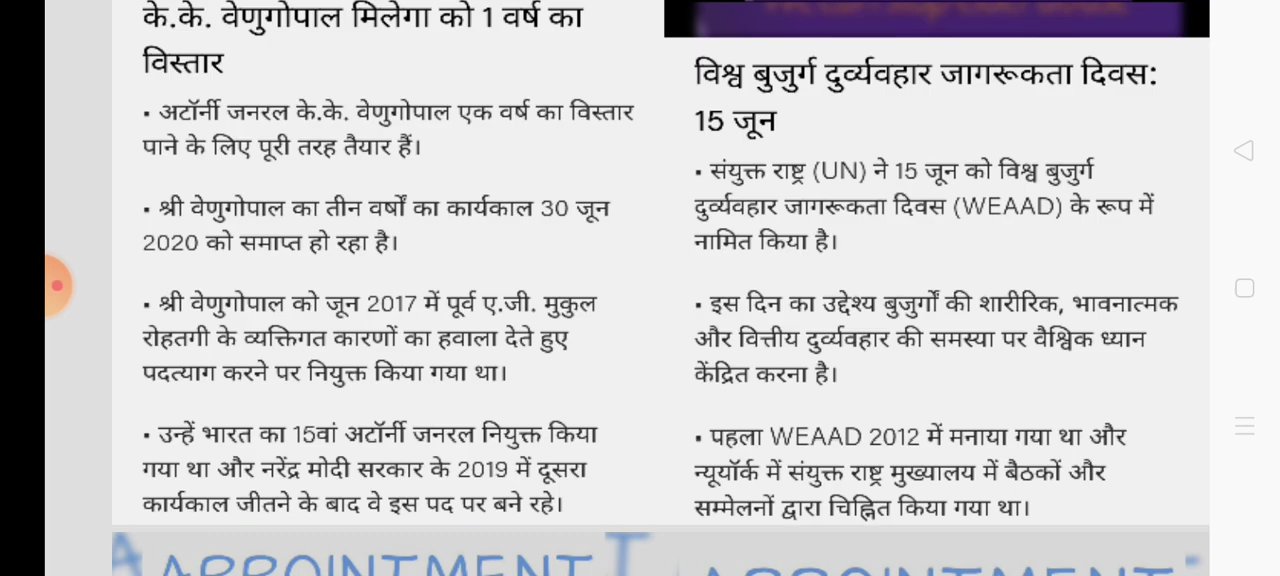 के.के. वेणुगोपाल मिलेगा को 1 वर्ष का
विस्तार
▪ अटॉर्नी जनरल के.के. वेणुगोपाल एक वर्ष का विस्तार
पाने के लिए पूरी तरह तैयार हैं।
▪ श्री वेणुगोपाल का तीन वर्षों का कार्यकाल 30 जून
2020 को समाप्त हो रहा है।
▪ श्री वेणुगोपाल को जून 2017 में पूर्व ए.जी. मुकुल
रोहतगी के व्यक्तिगत कारणों का हवाला देते हुए
पदत्याग करने पर नियुक्त किया गया था।
▪ उन्हें भारत का 15वां अटॉर्नी जनरल नियुक्त किया
गया था और नरेंद्र मोदी सरकार के 2019 में दूसरा
कार्यकाल जीतने के बाद वे इस पद पर बने रहे।
APPOINTMENT
विश्व बुजुर्ग दुर्व्यवहार जागरूकता दिवस:
15 जून
▪ संयुक्त राष्ट्र (UN) ने 15 जून को विश्व बुजुर्ग
दुर्व्यवहार जागरूकता दिवस (WEAAD) के रूप में
नामित किया है।
▪ इस दिन का उद्देश्य बुजुर्गों की शारीरिक, भावनात्मक
और वित्तीय दुर्व्यवहार की समस्या पर वैश्विक ध्यान
केंद्रित करना है।
▪ पहला WEAAD 2012 में मनाया गया था और
न्यूयॉर्क में संयुक्त राष्ट्र मुख्यालय में बैठकों और
सम्मेलनों द्वारा चिह्नित किया गया था।
APPOINTMENT